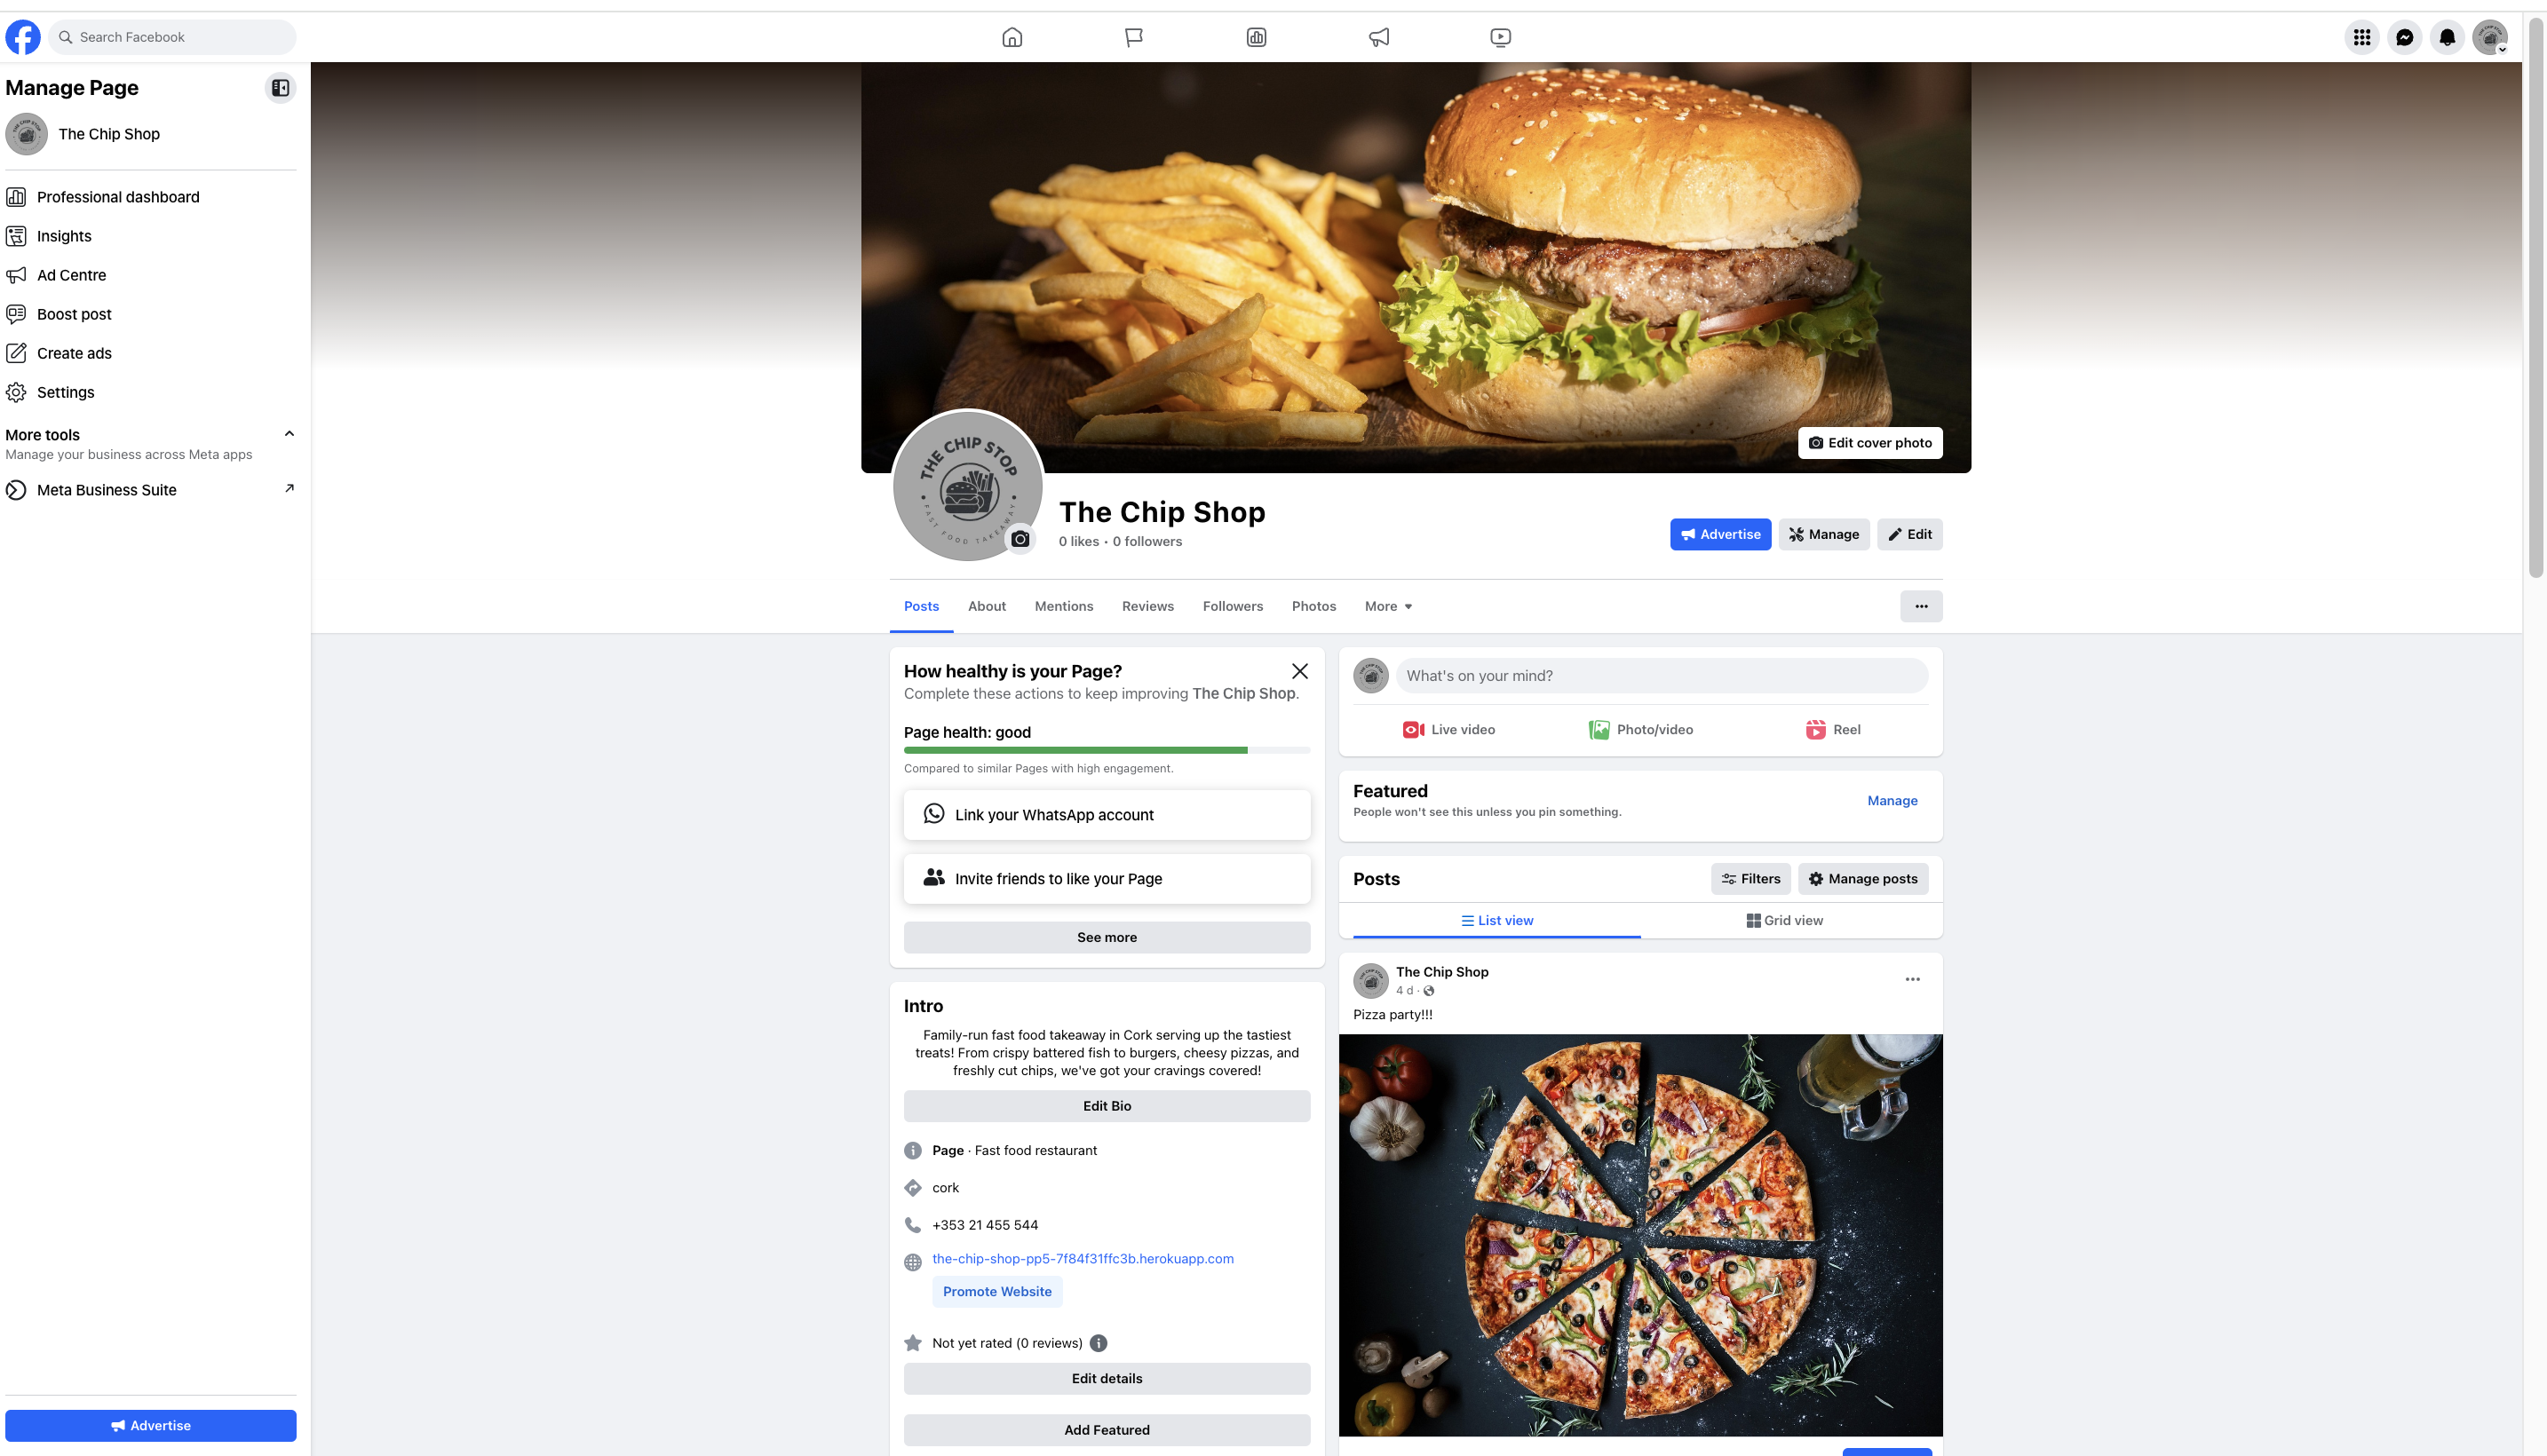 Search Facebook
Manage Page
The Chip Shop
Professional dashboard
Insights
Ad Centre
Boost post
Create ads
Settings
More tools
Manage your business across Meta apps
Meta Business Suite
Advertise
Edit cover photo
THE CHIP STOP
FAST FOOD TAKEAWAY
The Chip Shop
0 likes • 0 followers
Advertise
Manage
Edit
Posts
About
Mentions
Reviews
Followers
Photos
More
How healthy is your Page?
Complete these actions to keep improving The Chip Shop.
Page health: good
Compared to similar Pages with high engagement.
Link your WhatsApp account
Invite friends to like your Page
See more
Intro
Family-run fast food takeaway in Cork serving up the tastiest
treats! From crispy battered fish to burgers, cheesy pizzas, and
freshly cut chips, we've got your cravings covered!
Edit Bio
Page · Fast food restaurant
cork
+353 21 455 544
the-chip-shop-pp5-7f84f31ffc3b.herokuapp.com
Promote Website
Not yet rated (0 reviews)
Edit details
Add Featured
What's on your mind?
Live video
Photo/video
Reel
Featured
People won't see this unless you pin something.
Manage
Posts
Filters
Manage posts
List view
Grid view
The Chip Shop
4 d ·
Pizza party!!!